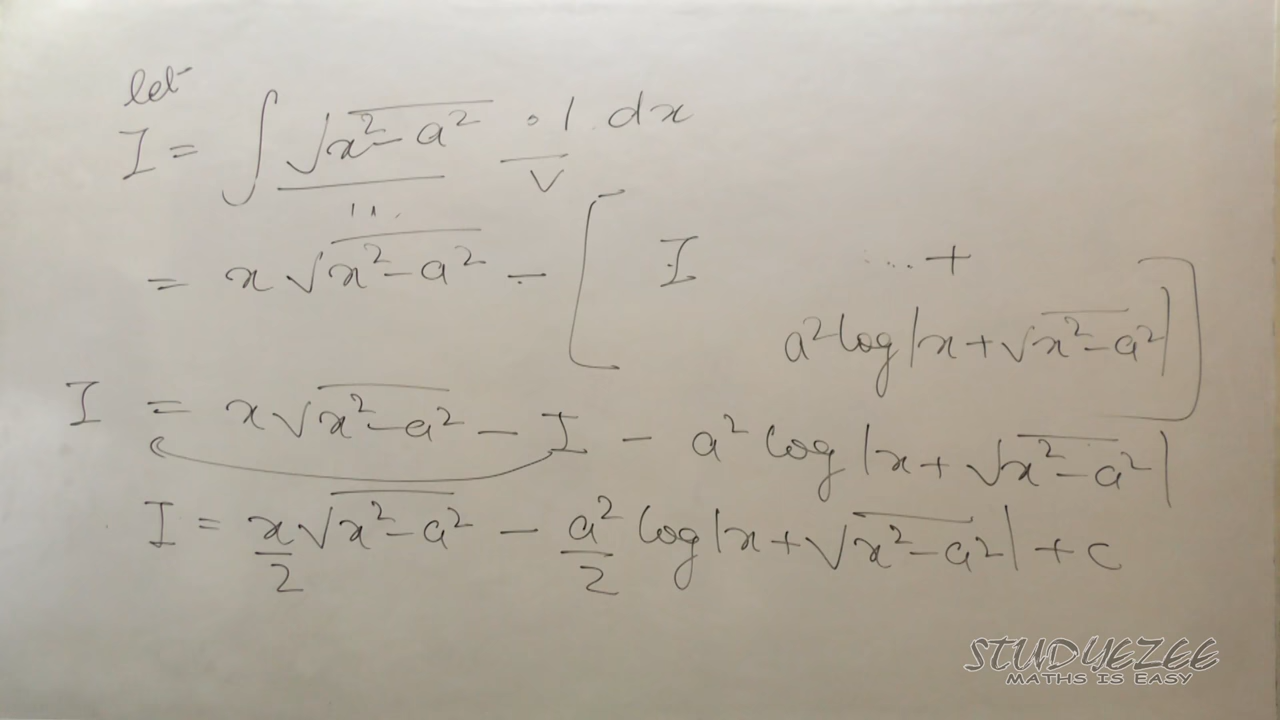 let
I = ∫ √(x²-a²) · 1 . dx
u v
= x √(x²-a²) - [ I ... +
a² log|x+√(x²-a²)| ]
I = x√(x²-a²) - I - a² log|x+√(x²-a²)|
I = x/2 √(x²-a²) - a²/2 log|x+√(x²-a²)| + c
STUDYEZEE
MATHS IS EASY